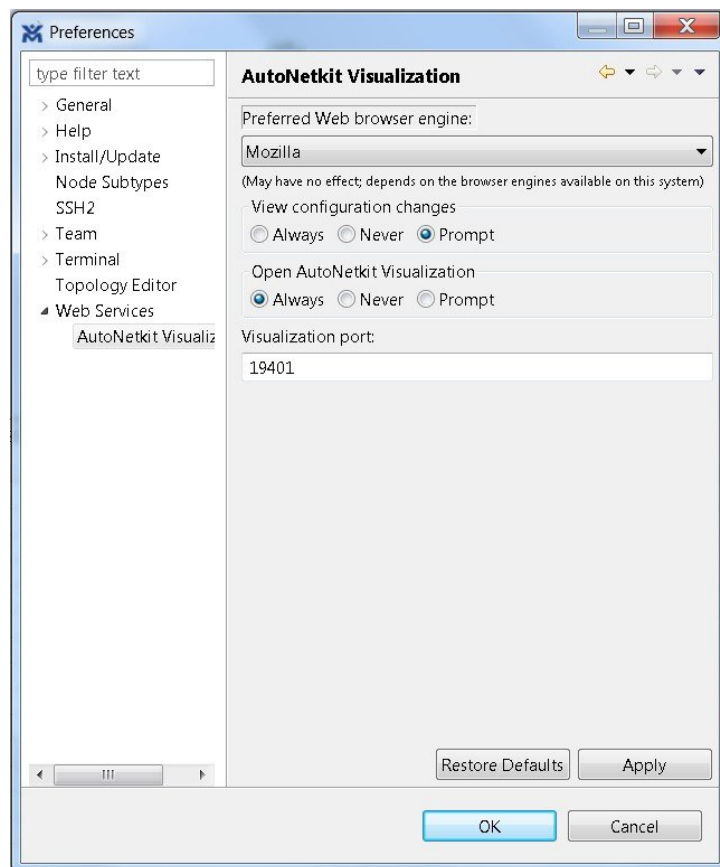 Preferences
type filter text
General
Help
Install/Update
Node Subtypes
SSH2
Team
Terminal
Topology Editor
Web Services
AutoNetkit Visualiz
AutoNetkit Visualization
Preferred Web browser engine:
Mozilla
(May have no effect; depends on the browser engines available on this system)
View configuration changes
Always Never Prompt
Open AutoNetkit Visualization
Always Never Prompt
Visualization port:
19401
Restore Defaults Apply
OK Cancel